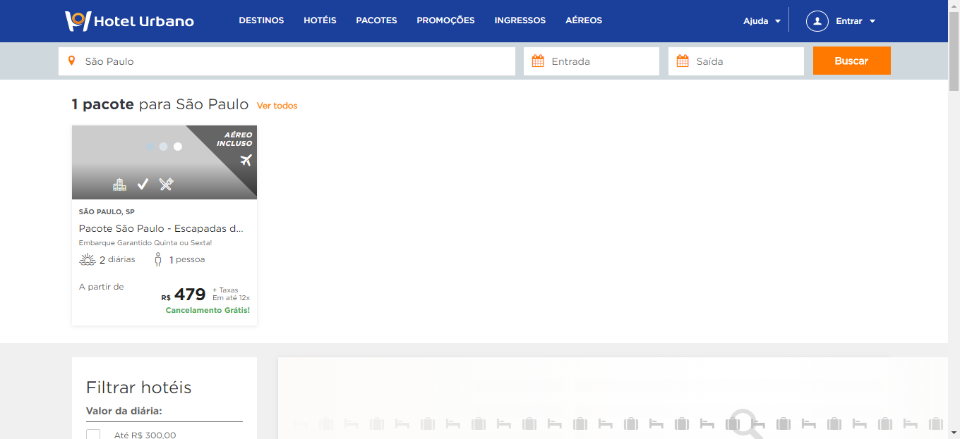 Hotel Urbano DESTINOS HOTÉIS PACOTES PROMOÇÕES INGRESSOS AÉREOS Ajuda Entrar
São Paulo Entrada Saída Buscar
1 pacote para São Paulo Ver todos
AÉREO
INCLUSO
SÃO PAULO, SP
Pacote São Paulo - Escapadas d...
Embarque Garantido Quinta ou Sexta!
2 diárias 1 pessoa
A partir de
R$ 479 + Taxas
Em até 12x
Cancelamento Grátis!
Filtrar hotéis
Valor da diária:
Até R$ 300,00